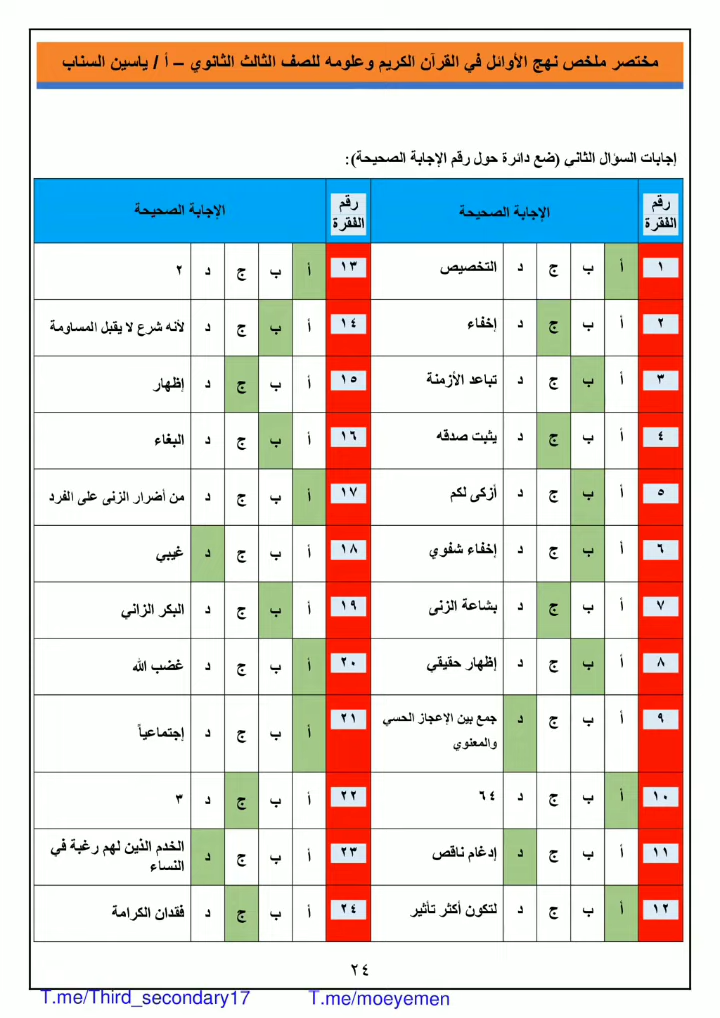 مختصر ملخص نهج الأوائل في القرآن الكريم وعلومه للصف الثالث الثانوي – أ / ياسين السناب
إجابات السؤال الثاني (ضع دائرة حول رقم الإجابة الصحيحة):
رقم الفقرة الإجابة الصحيحة رقم الفقرة الإجابة الصحيحة
١ أ ب ج د التخصيص ١٣ أ ب ج د ٢
٢ أ ب ج د إخفاء ١٤ أ ب ج د لأنه شرع لا يقبل المساومة
٣ أ ب ج د تباعد الأزمنة ١٥ أ ب ج د إظهار
٤ أ ب ج د يثبت صدقه ١٦ أ ب ج د البغاء
٥ أ ب ج د أزكى لكم ١٧ أ ب ج د من أضرار الزنى على الفرد
٦ أ ب ج د إخفاء شفوي ١٨ أ ب ج د غيبي
٧ أ ب ج د بشاعة الزنى ١٩ أ ب ج د البكر الزاني
٨ أ ب ج د إظهار حقيقي ٢٠ أ ب ج د غضب الله
٩ أ ب ج د جمع بين الإعجاز الحسي والمعنوي ٢١ أ ب ج د إجتماعياً
١٠ أ ب ج د ٦٤ ٢٢ أ ب ج د ٣
١١ أ ب ج د إدغام ناقص ٢٣ أ ب ج د الخدم الذين لهم رغبة في النساء
١٢ أ ب ج د لتكون أكثر تأثير ٢٤ أ ب ج د فقدان الكرامة
٢٤
T.me/Third_secondary17 T.me/moeyemen